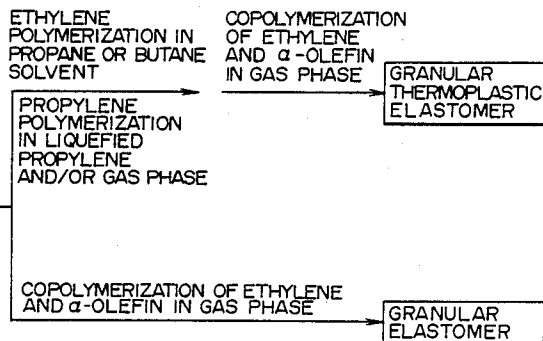 ETHYLENE
POLYMERIZATION IN
PROPANE OR BUTANE
SOLVENT
COPOLYMERIZATION
OF ETHYLENE
AND α-OLEFIN
IN GAS PHASE
GRANULAR
THERMOPLASTIC
ELASTOMER
PROPYLENE
POLYMERIZATION
IN LIQUEFIED
PROPYLENE
AND/OR GAS PHASE
COPOLYMERIZATION OF ETHYLENE
AND α-OLEFIN IN GAS PHASE
GRANULAR
ELASTOMER